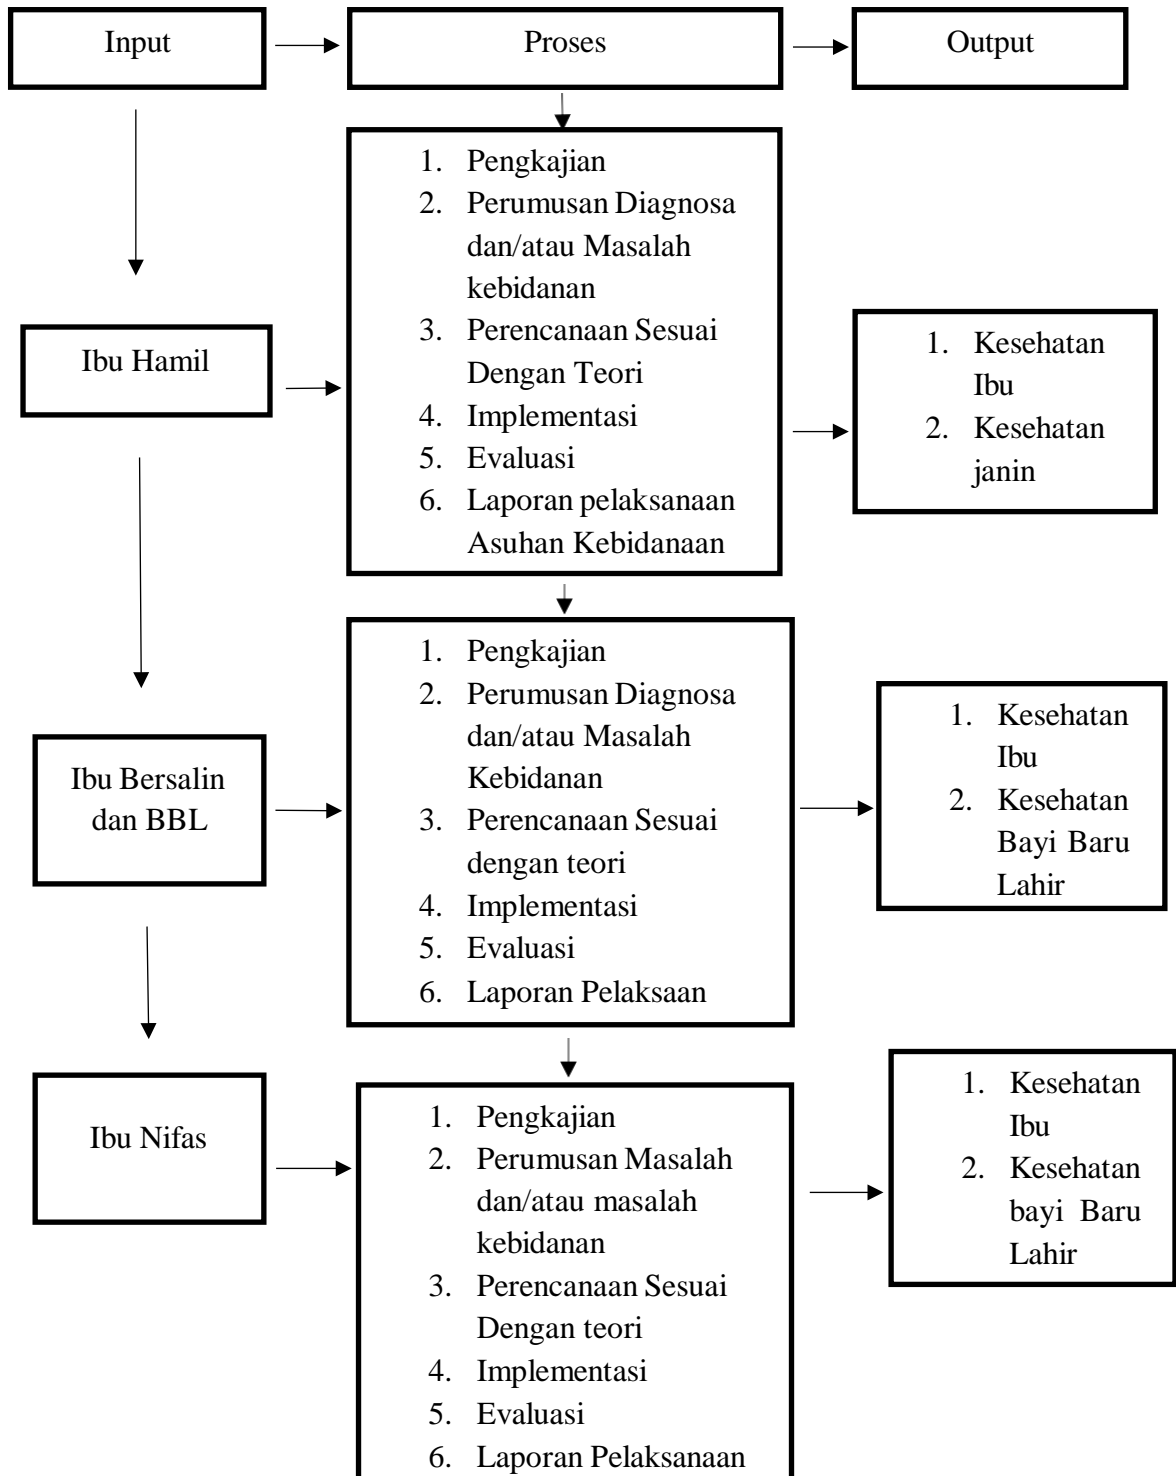 Input
Proses
Output
1. Pengkajian
2. Perumusan Diagnosa
dan/atau Masalah
kebidanan
3. Perencanaan Sesuai
Dengan Teori
4. Implementasi
5. Evaluasi
6. Laporan pelaksanaan
Asuhan Kebidanaan
Ibu Hamil
1. Kesehatan
Ibu
2. Kesehatan
janin
1. Pengkajian
2. Perumusan Diagnosa
dan/atau Masalah
Kebidanan
3. Perencanaan Sesuai
dengan teori
4. Implementasi
5. Evaluasi
6. Laporan Pelaksaan
Ibu Bersalin
dan BBL
1. Kesehatan
Ibu
2. Kesehatan
Bayi Baru
Lahir
Ibu Nifas
1. Pengkajian
2. Perumusan Masalah
dan/atau masalah
kebidanan
3. Perencanaan Sesuai
Dengan teori
4. Implementasi
5. Evaluasi
6. Laporan Pelaksanaan
1. Kesehatan
Ibu
2. Kesehatan
bayi Baru
Lahir